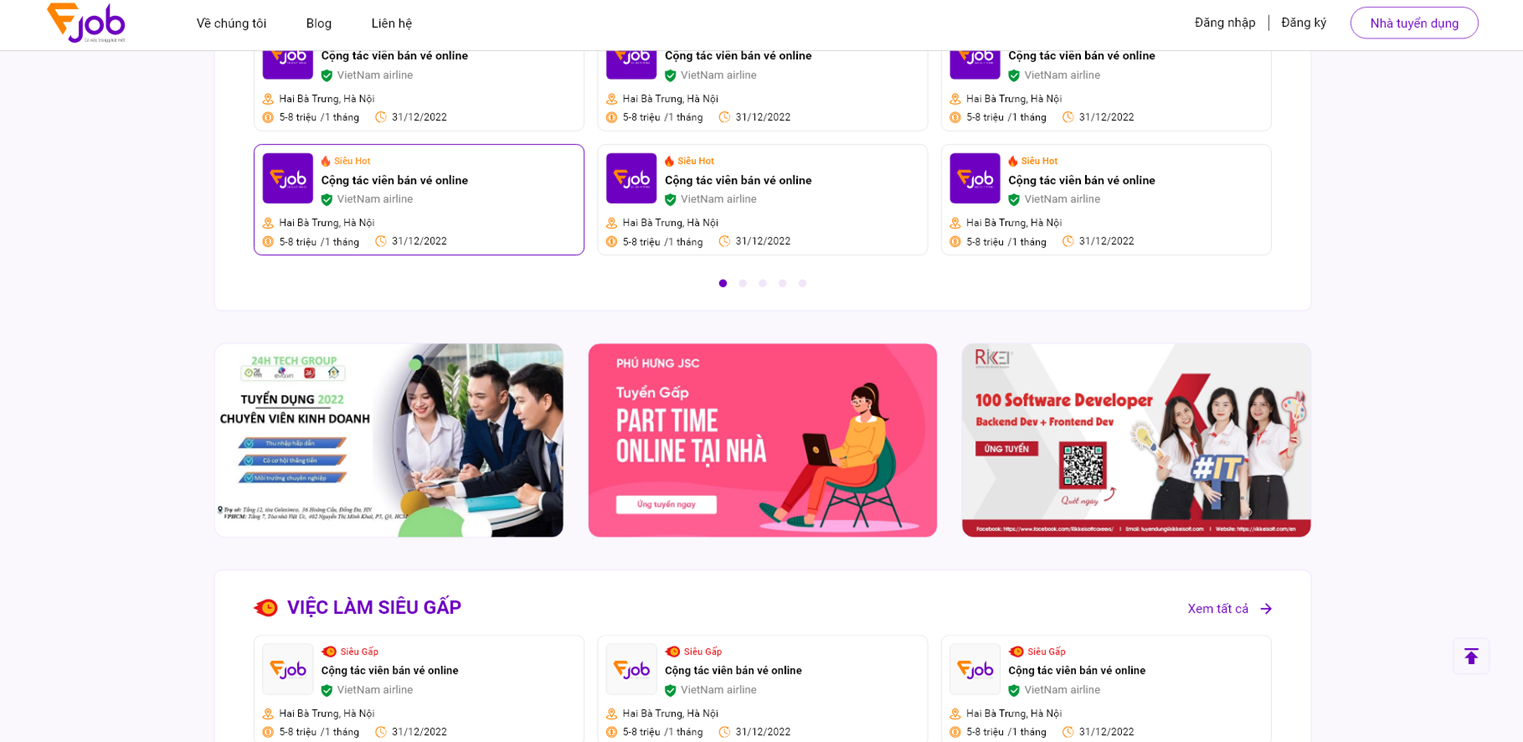 Fjob
Về chúng tôi
Blog
Liên hệ
Đăng nhập
Đăng ký
Nhà tuyển dụng
Cộng tác viên bán vé online
VietNam airline
Hai Bà Trưng, Hà Nội
5-8 triệu /1 tháng 31/12/2022
Cộng tác viên bán vé online
VietNam airline
Hai Bà Trưng, Hà Nội
5-8 triệu /1 tháng 31/12/2022
Cộng tác viên bán vé online
VietNam airline
Hai Bà Trưng, Hà Nội
5-8 triệu /1 tháng 31/12/2022
Fjob
Siêu Hot
Cộng tác viên bán vé online
VietNam airline
Hai Bà Trưng, Hà Nội
5-8 triệu /1 tháng 31/12/2022
Fjob
Siêu Hot
Cộng tác viên bán vé online
VietNam airline
Hai Bà Trưng, Hà Nội
5-8 triệu /1 tháng 31/12/2022
Fjob
Siêu Hot
Cộng tác viên bán vé online
VietNam airline
Hai Bà Trưng, Hà Nội
5-8 triệu /1 tháng 31/12/2022
24H TECH GROUP
TUYỂN DỤNG 2022
CHUYÊN VIÊN KINH DOANH
Thu nhập hấp dẫn
Có cơ hội thăng tiến
Môi trường chuyên nghiệp
PHÚ HƯNG JSC
Tuyển Gấp
PART TIME
ONLINE TẠI NHÀ
Ứng tuyển ngay
RIKKEI
100 Software Developer
Backend Dev + Frontend Dev
ỨNG TUYỂN
Quét ngay
#IT
VIỆC LÀM SIÊU GẤP
Xem tất cả
Fjob
Siêu Gấp
Cộng tác viên bán vé online
VietNam airline
Hai Bà Trưng, Hà Nội
5-8 triệu /1 tháng 31/12/2022
Fjob
Siêu Gấp
Cộng tác viên bán vé online
VietNam airline
Hai Bà Trưng, Hà Nội
5-8 triệu /1 tháng 31/12/2022
Fjob
Siêu Gấp
Cộng tác viên bán vé online
VietNam airline
Hai Bà Trưng, Hà Nội
5-8 triệu /1 tháng 31/12/2022